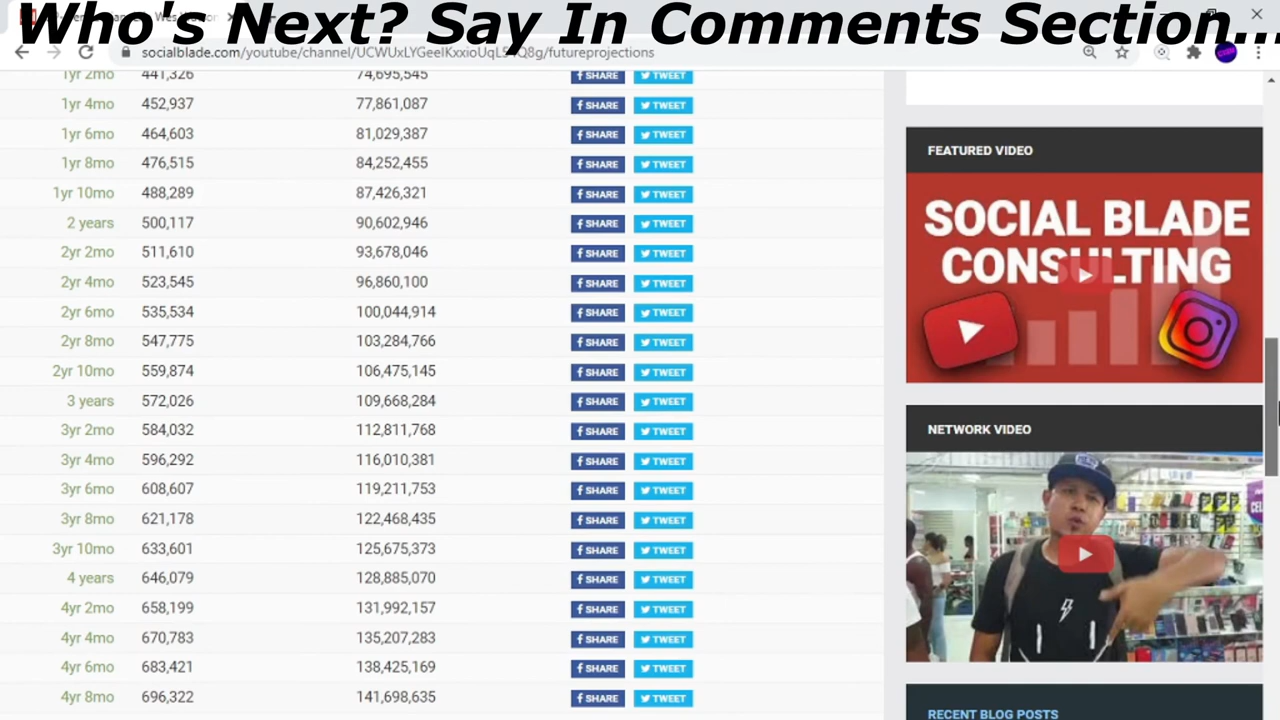 Who's Next? Say In Comments Section...
socialblade.com/youtube/channel/
/futureprojections
1yr 2mo 441,326 74,695,545 SHARE TWEET
1yr 4mo 452,937 77,861,087 SHARE TWEET
1yr 6mo 464,603 81,029,387 SHARE TWEET
1yr 8mo 476,515 84,252,455 SHARE TWEET
1yr 10mo 488,289 87,426,321 SHARE TWEET
2 years 500,117 90,602,946 SHARE TWEET
2yr 2mo 511,610 93,678,046 SHARE TWEET
2yr 4mo 523,545 96,860,100 SHARE TWEET
2yr 6mo 535,534 100,044,914 SHARE TWEET
2yr 8mo 547,775 103,284,766 SHARE TWEET
2yr 10mo 559,874 106,475,145 SHARE TWEET
3 years 572,026 109,668,284 SHARE TWEET
3yr 2mo 584,032 112,811,768 SHARE TWEET
3yr 4mo 596,292 116,010,381 SHARE TWEET
3yr 6mo 608,607 119,211,753 SHARE TWEET
3yr 8mo 621,178 122,468,435 SHARE TWEET
3yr 10mo 633,601 125,675,373 SHARE TWEET
4 years 646,079 128,885,070 SHARE TWEET
4yr 2mo 658,199 131,992,157 SHARE TWEET
4yr 4mo 670,783 135,207,283 SHARE TWEET
4yr 6mo 683,421 138,425,169 SHARE TWEET
4yr 8mo 696,322 141,698,635 SHARE TWEET
FEATURED VIDEO
SOCIAL BLADE
CONSULTING
NETWORK VIDEO
RECENT BLOG POSTS